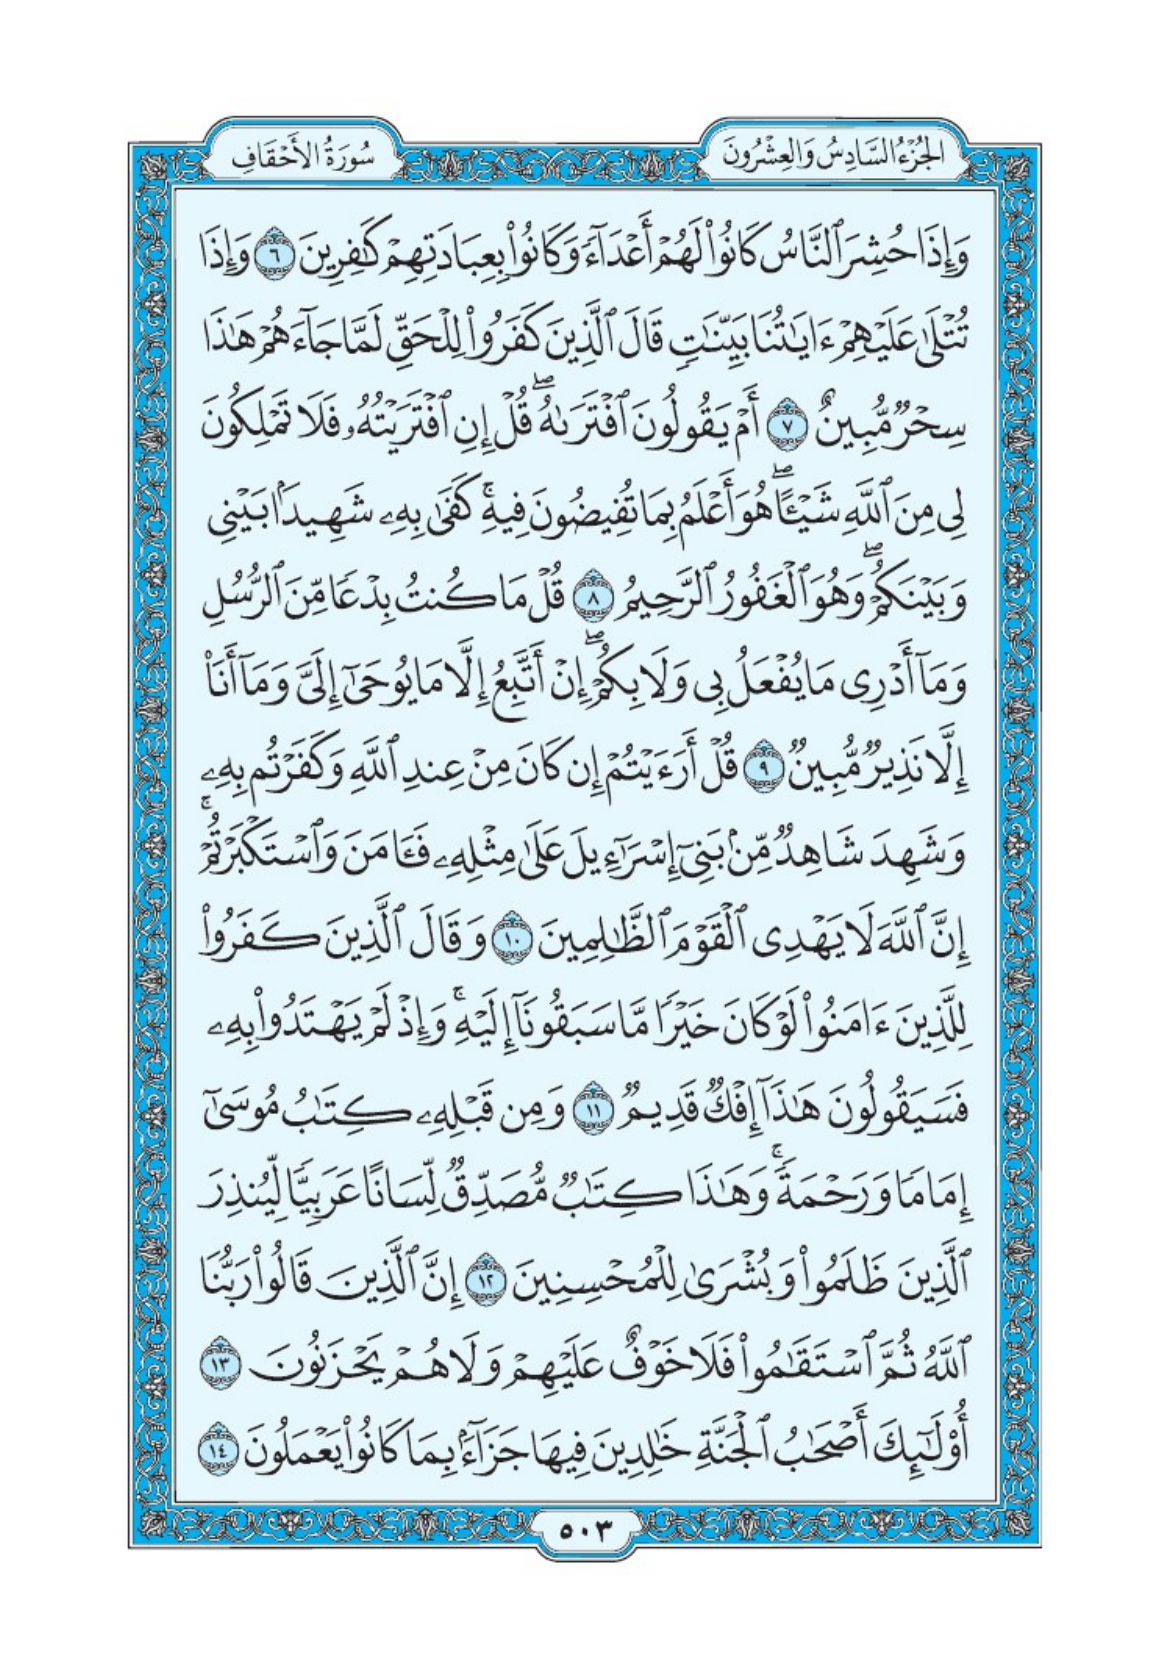 الجُزْءُ السَّادِسُ وَالعِشْرُونَ
سُورَةُ الأَحْقَافِ
وَإِذَا حُشِرَ ٱلنَّاسُ كَانُوا۟ لَهُمْ أَعْدَآءً وَكَانُوا۟ بِعِبَادَتِهِمْ كَـٰفِرِينَ ٦ وَإِذَا
تُتْلَىٰ عَلَيْهِمْ ءَايَـٰتُنَا بَيِّنَـٰتٍ قَالَ ٱلَّذِينَ كَفَرُوا۟ لِلْحَقِّ لَمَّا جَآءَهُمْ هَـٰذَا
سِحْرٌ مُّبِينٌ ٧ أَمْ يَقُولُونَ ٱفْتَرَىٰهُ ۖ قُلْ إِنِ ٱفْتَرَيْتُهُۥ فَلَا تَمْلِكُونَ
لِى مِنَ ٱللَّهِ شَيْـًٔا ۖ هُوَ أَعْلَمُ بِمَا تُفِيضُونَ فِيهِ ۚ كَفَىٰ بِهِۦ شَهِيدًۢا بَيْنِى
وَبَيْنَكُمْ ۖ وَهُوَ ٱلْغَفُورُ ٱلرَّحِيمُ ٨ قُلْ مَا كُنتُ بِدْعًا مِّنَ ٱلرُّسُلِ
وَمَآ أَدْرِى مَا يُفْعَلُ بِى وَلَا بِكُمْ ۖ إِنْ أَتَّبِعُ إِلَّا مَا يُوحَىٰٓ إِلَىَّ وَمَآ أَنَا۠
إِلَّا نَذِيرٌ مُّبِينٌ ٩ قُلْ أَرَءَيْتُمْ إِن كَانَ مِنْ عِندِ ٱللَّهِ وَكَفَرْتُم بِهِۦ
وَشَهِدَ شَاهِدٌ مِّنۢ بَنِىٓ إِسْرَٰٓءِيلَ عَلَىٰ مِثْلِهِۦ فَـَٔامَنَ وَٱسْتَكْبَرْتُمْ ۚ
إِنَّ ٱللَّهَ لَا يَهْدِى ٱلْقَوْمَ ٱلظَّـٰلِمِينَ ١٠ وَقَالَ ٱلَّذِينَ كَفَرُوا۟
لِلَّذِينَ ءَامَنُوا۟ لَوْ كَانَ خَيْرًا مَّا سَبَقُونَآ إِلَيْهِ ۚ وَإِذْ لَمْ يَهْتَدُوا۟ بِهِۦ
فَسَيَقُولُونَ هَـٰذَآ إِفْكٌ قَدِيمٌ ١١ وَمِن قَبْلِهِۦ كِتَـٰبُ مُوسَىٰٓ
إِمَامًا وَرَحْمَةً ۚ وَهَـٰذَا كِتَـٰبٌ مُّصَدِّقٌ لِّسَانًا عَرَبِيًّا لِّيُنذِرَ
ٱلَّذِينَ ظَلَمُوا۟ وَبُشْرَىٰ لِلْمُحْسِنِينَ ١٢ إِنَّ ٱلَّذِينَ قَالُوا۟ رَبُّنَا
ٱللَّهُ ثُمَّ ٱسْتَقَـٰمُوا۟ فَلَا خَوْفٌ عَلَيْهِمْ وَلَا هُمْ يَحْزَنُونَ ١٣
أُو۟لَـٰٓئِكَ أَصْحَـٰبُ ٱلْجَنَّةِ خَـٰلِدِينَ فِيهَا جَزَآءًۢ بِمَا كَانُوا۟ يَعْمَلُونَ ١٤
٥٠٣